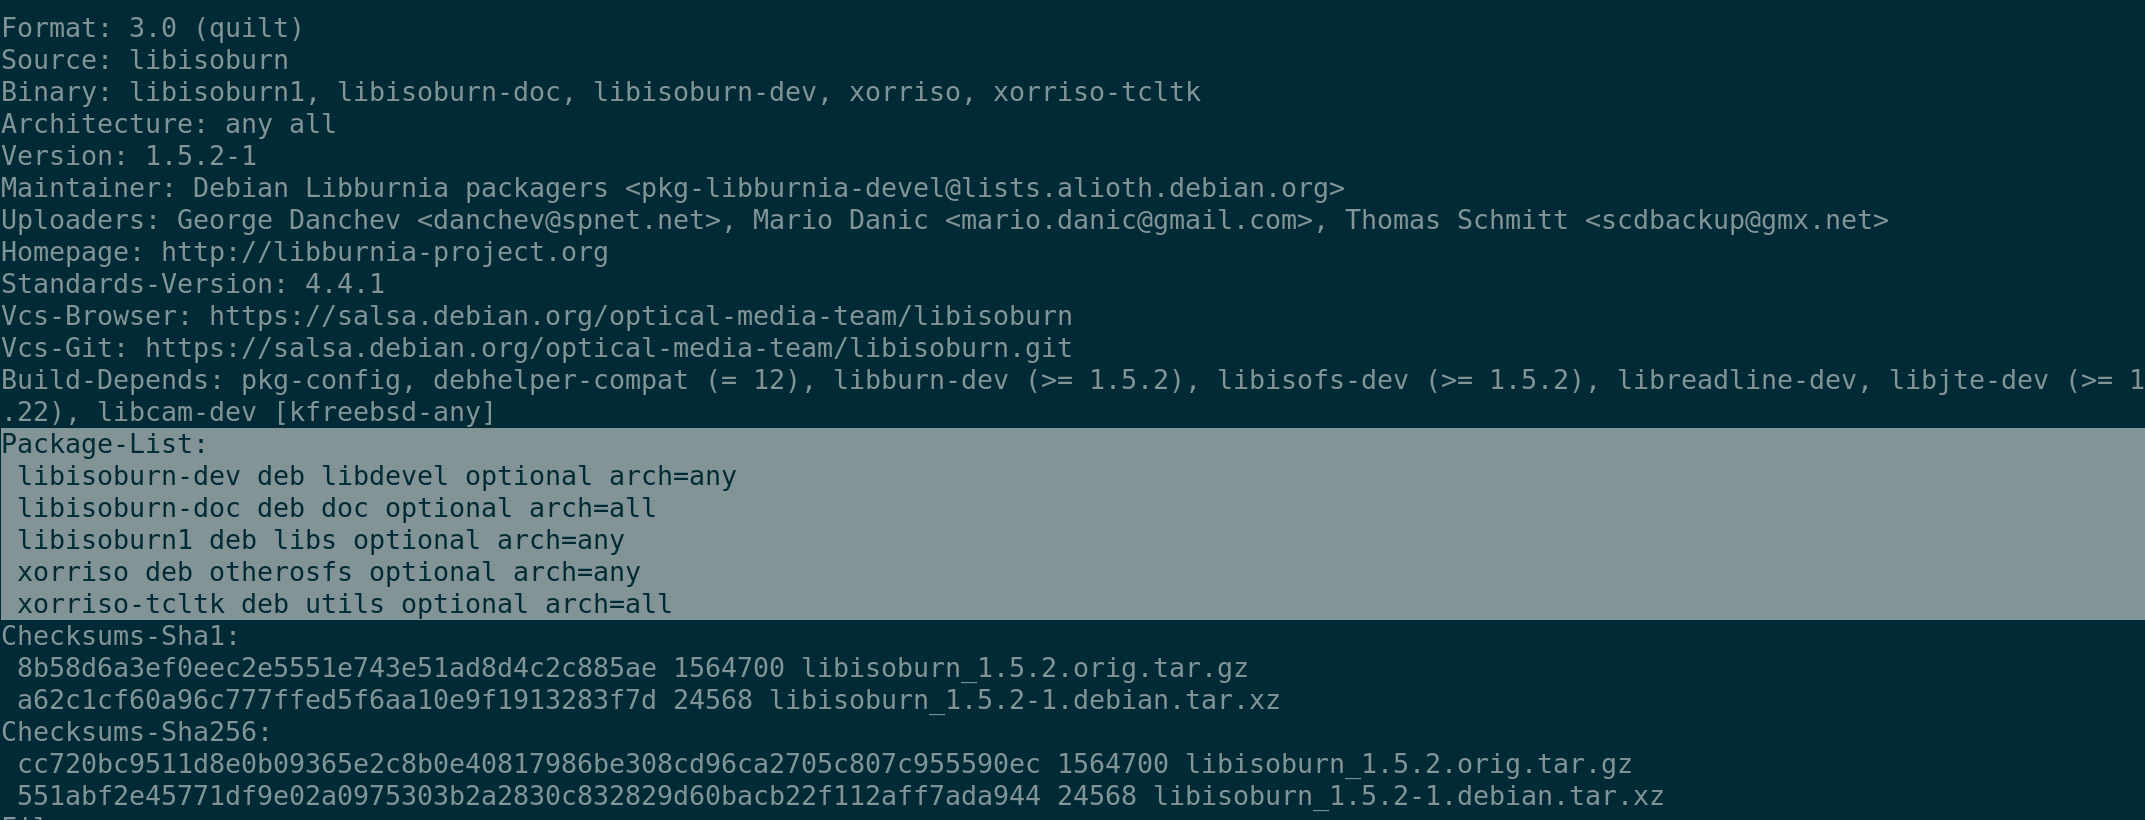 Format: 3.0 (quilt)
Source: libisoburn
Binary: libisoburn1, libisoburn-doc, libisoburn-dev, xorriso, xorriso-tcltk
Architecture: any all
Version: 1.5.2-1
Maintainer: Debian Libburnia packagers <pkg-libburnia-devel@lists.alioth.debian.org>
Uploaders: George Danchev <danchev@spnet.net>, Mario Danic <mario.danic@gmail.com>, Thomas Schmitt <scdbackup@gmx.net>
Homepage: http://libburnia-project.org
Standards-Version: 4.4.1
Vcs-Browser: https://salsa.debian.org/optical-media-team/libisoburn
Vcs-Git: https://salsa.debian.org/optical-media-team/libisoburn.git
Build-Depends: pkg-config, debhelper-compat (= 12), libburn-dev (>= 1.5.2), libisofs-dev (>= 1.5.2), libreadline-dev, libjte-dev (>= 1
.22), libcam-dev [kfreebsd-any]
Package-List:
 libisoburn-dev deb libdevel optional arch=any
 libisoburn-doc deb doc optional arch=all
 libisoburn1 deb libs optional arch=any
 xorriso deb otherosfs optional arch=any
 xorriso-tcltk deb utils optional arch=all
Checksums-Sha1:
 8b58d6a3ef0eec2e5551e743e51ad8d4c2c885ae 1564700 libisoburn_1.5.2.orig.tar.gz
 a62c1cf60a96c777ffed5f6aa10e9f1913283f7d 24568 libisoburn_1.5.2-1.debian.tar.xz
Checksums-Sha256:
 cc720bc9511d8e0b09365e2c8b0e40817986be308cd96ca2705c807c955590ec 1564700 libisoburn_1.5.2.orig.tar.gz
 551abf2e45771df9e02a0975303b2a2830c832829d60bacb22f112aff7ada944 24568 libisoburn_1.5.2-1.debian.tar.xz